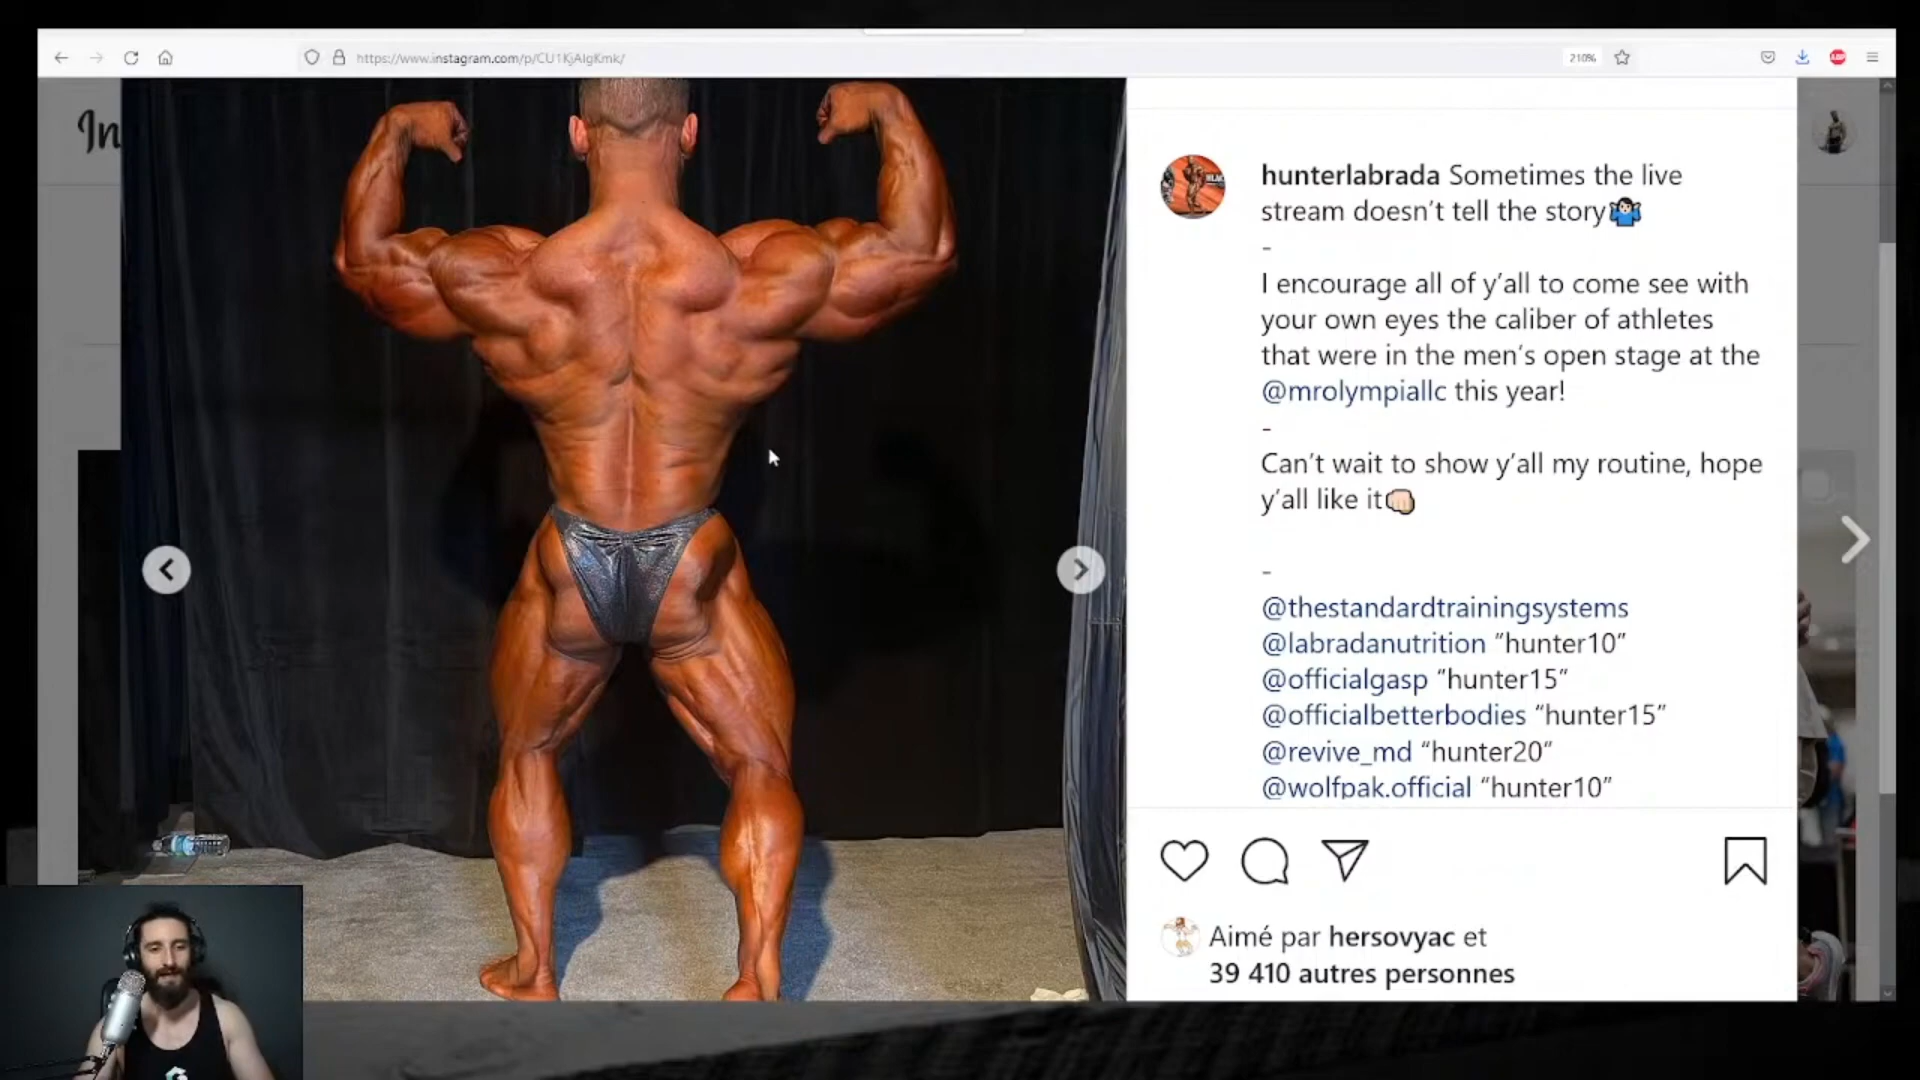 https://www.instagram.com/p/CU1KjAIgKmk/
210%
In
hunterlabrada Sometimes the live
stream doesn't tell the story🤷🏻‍♂️
-
I encourage all of y'all to come see with
your own eyes the caliber of athletes
that were in the men's open stage at the
@mrolympiallc this year!
-
Can't wait to show y'all my routine, hope
y'all like it👊🏻
-
@thestandardtrainingsystems
@labradanutrition "hunter10"
@officialgasp "hunter15"
@officialbetterbodies "hunter15"
@revive_md "hunter20"
@wolfpak.official "hunter10"
Aimé par hersovyac et
39 410 autres personnes